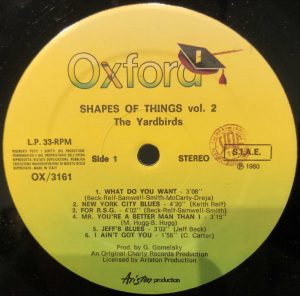 Oxford
SHAPES OF THINGS vol. 2
The Yardbirds
L.P. 33-RPM
Side 1
STEREO
S.I.A.E.
OX/3161
℗ 1980
1. WHAT DO YOU WANT - 3'08"
(Beck-Relf-Samwell-Smith-McCarty-Dreja)
2. NEW YORK CITY BLUES - 4'20" (Keith Relf)
3. FOR R.S.G. - 4'20" (Beck-Relf-Samwell-Smith)
4. MR. YOU'RE A BETTER MAN THAN I - 3'15"
(M. Hugg-B. Hugg)
5. JEFF'S BLUES - 3'02" (Jeff Beck)
6. I AIN'T GOT YOU - 1'58" (C. Carter)
Prod. by G. Gomelsky
An Original Charly Records Production
Licensed by Ariston Production
Ariston production